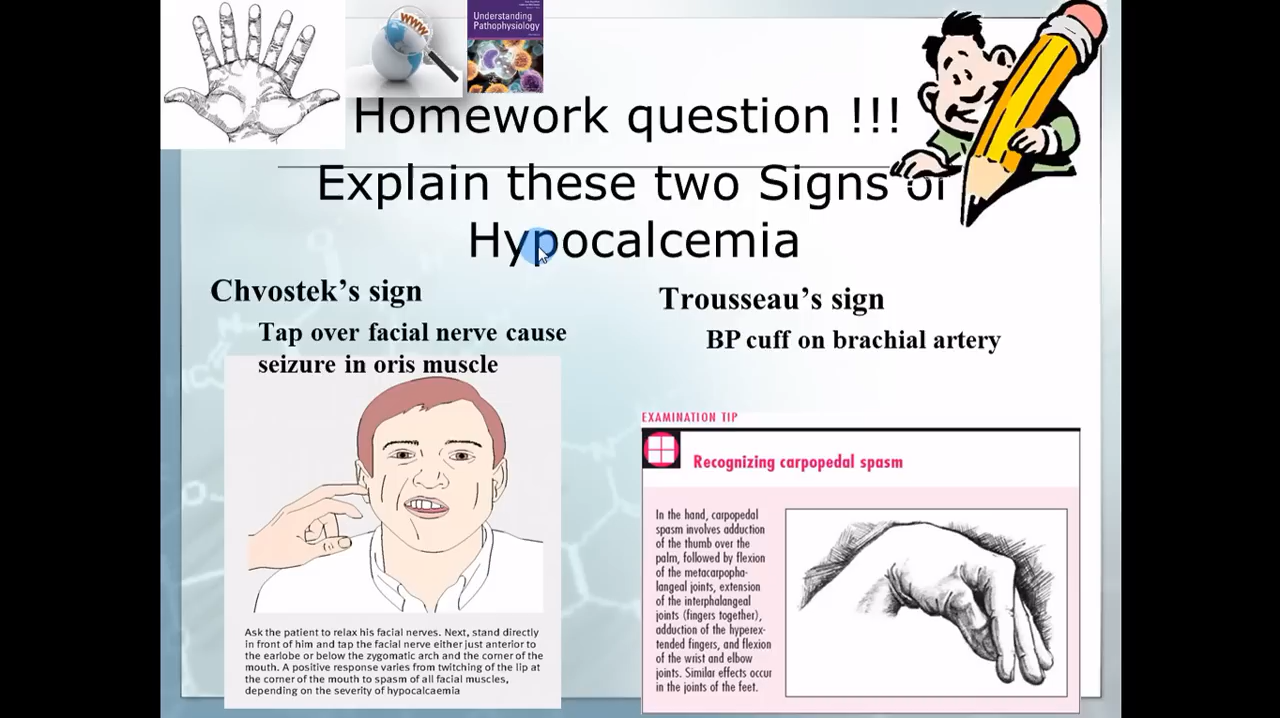 WWW
Understanding
Pathophysiology
Homework question !!!
Explain these two Signs of
Hypocalcemia
Chvostek’s sign
Tap over facial nerve cause
seizure in oris muscle
Ask the patient to relax his facial nerves. Next, stand directly
in front of him and tap the facial nerve either just anterior to
the earlobe or below the zygomatic arch and the corner of the
mouth. A positive response varies from twitching of the lip at
the corner of the mouth to spasm of all facial muscles,
depending on the severity of hypocalcaemia
Trousseau’s sign
BP cuff on brachial artery
EXAMINATION TIP
Recognizing carpopedal spasm
In the hand, carpopedal
spasm involves adduction
of the thumb over the
palm, followed by flexion
of the metacarpopha-
langeal joints, extension
of the interphalangeal
joints (fingers together),
adduction of the hyperex-
tended fingers, and flexion
of the wrist and elbow
joints. Similar effects occur
in the joints of the feet.